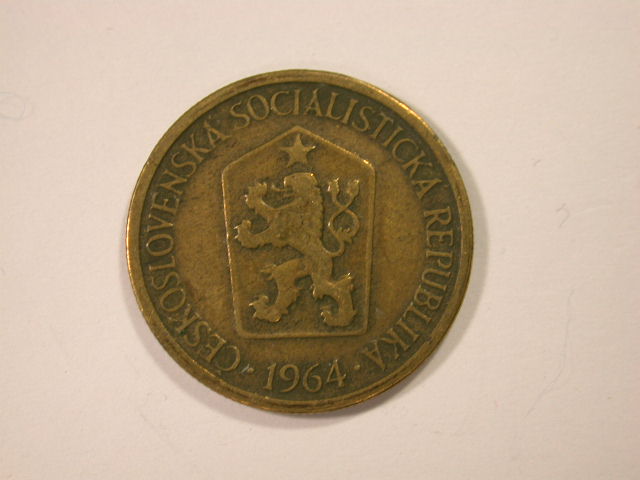 ČESKOSLOVENSKÁ SOCIALISTICKÁ REPUBLIKA
· 1964 ·